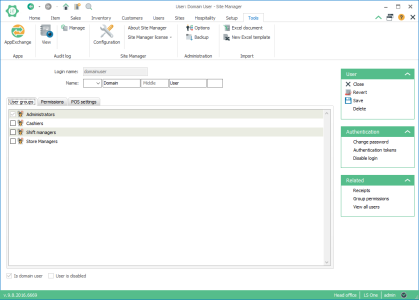 User: Domain User - Site Manager
Home Item Sales Inventory Customers Users Sites Hospitality Setup Tools
AppExchange
View
Manage
Configuration
About Site Manager
Site Manager license
Options
Backup
Excel document
New Excel template
Apps Audit log Site Manager Administration Import
Login name: domainuser
Name: Domain Middle User
User groups Permissions POS settings
Administrators
Cashiers
Shift managers
Store Managers
Is domain user User is disabled
User
Close
Revert
Save
Delete
Authentication
Change password
Authentication tokens
Disable login
Related
Receipts
Group permissions
View all users
Head office LS One admin